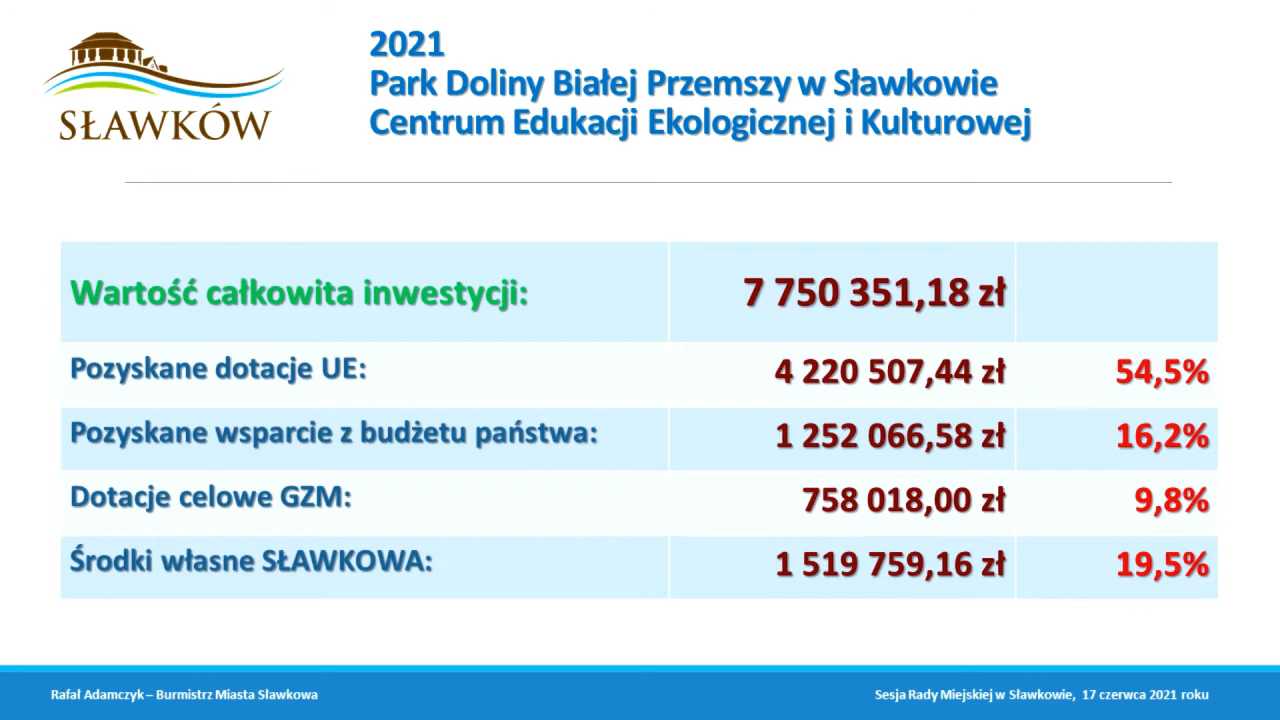 SŁAWKÓW
2021
Park Doliny Białej Przemszy w Sławkowie
Centrum Edukacji Ekologicznej i Kulturowej
Wartość całkowita inwestycji: 7 750 351,18 zł
Pozyskane dotacje UE: 4 220 507,44 zł 54,5%
Pozyskane wsparcie z budżetu państwa: 1 252 066,58 zł 16,2%
Dotacje celowe GZM: 758 018,00 zł 9,8%
Środki własne SŁAWKOWA: 1 519 759,16 zł 19,5%
Rafał Adamczyk – Burmistrz Miasta Sławkowa
Sesja Rady Miejskiej w Sławkowie, 17 czerwca 2021 roku